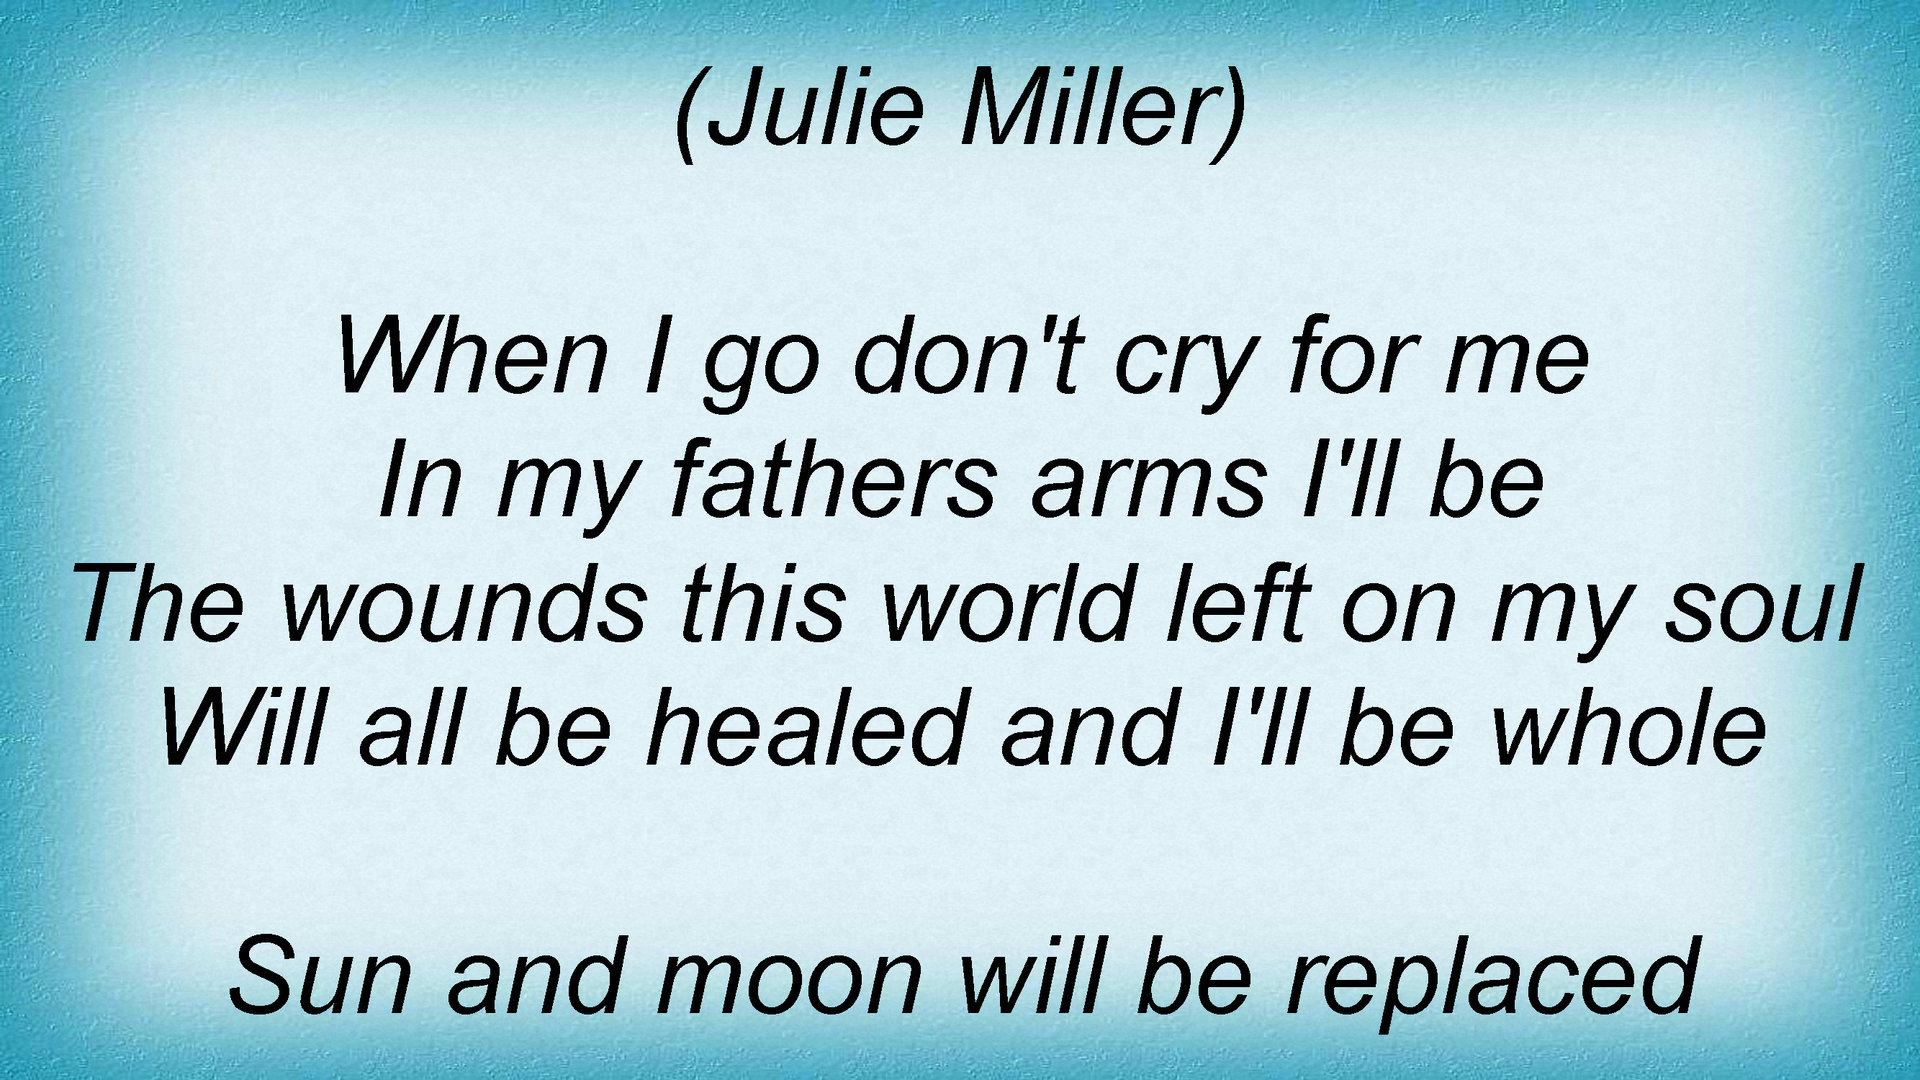 (Julie Miller)
When I go don't cry for me
In my fathers arms I'll be
The wounds this world left on my soul
Will all be healed and I'll be whole
Sun and moon will be replaced